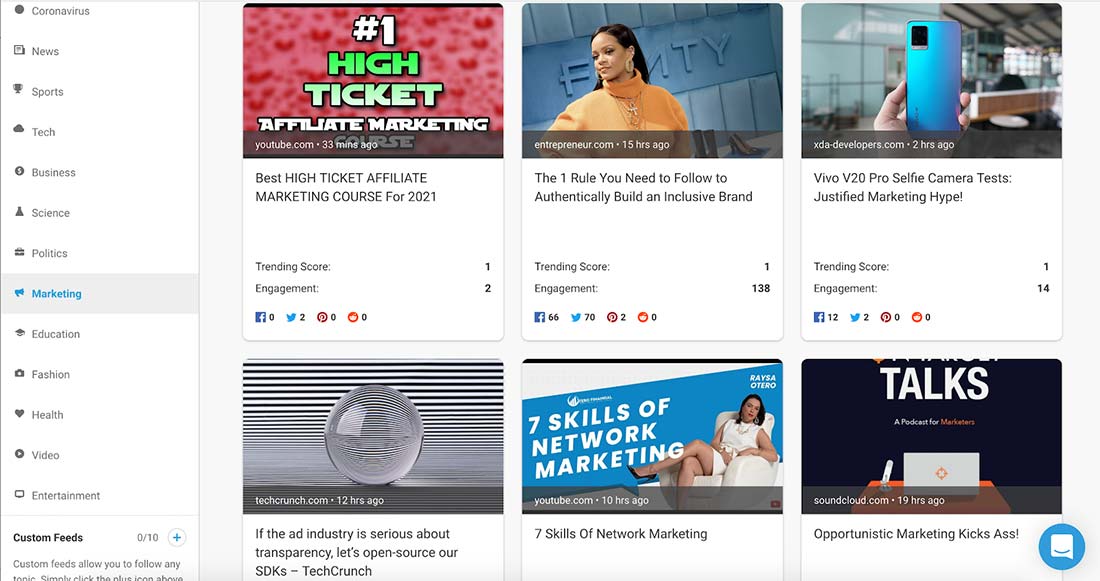 Coronavirus
News
Sports
Tech
Business
Science
Politics
Marketing
Education
Fashion
Health
Video
Entertainment
Custom Feeds 0/10 +
Custom feeds allow you to follow any
topic. Simply click the plus icon above
#1
HIGH
TICKET
AFFILIATE MARKETING
COURSE
youtube.com • 33 mins ago
Best HIGH TICKET AFFILIATE
MARKETING COURSE For 2021
Trending Score: 1
Engagement: 2
0 2 0 0
FENTY
entrepreneur.com • 15 hrs ago
The 1 Rule You Need to Follow to
Authentically Build an Inclusive Brand
Trending Score: 1
Engagement: 138
66 70 2 0
xda-developers.com • 2 hrs ago
Vivo V20 Pro Selfie Camera Tests:
Justified Marketing Hype!
Trending Score: 1
Engagement: 14
12 2 0 0
techcrunch.com • 12 hrs ago
If the ad industry is serious about
transparency, let's open-source our
SDKs – TechCrunch
RAYSA
OTERO
7 SKILLS OF
NETWORK
MARKETING
youtube.com • 10 hrs ago
7 Skills Of Network Marketing
TALKS
A Podcast for Marketers
soundcloud.com • 19 hrs ago
Opportunistic Marketing Kicks Ass!